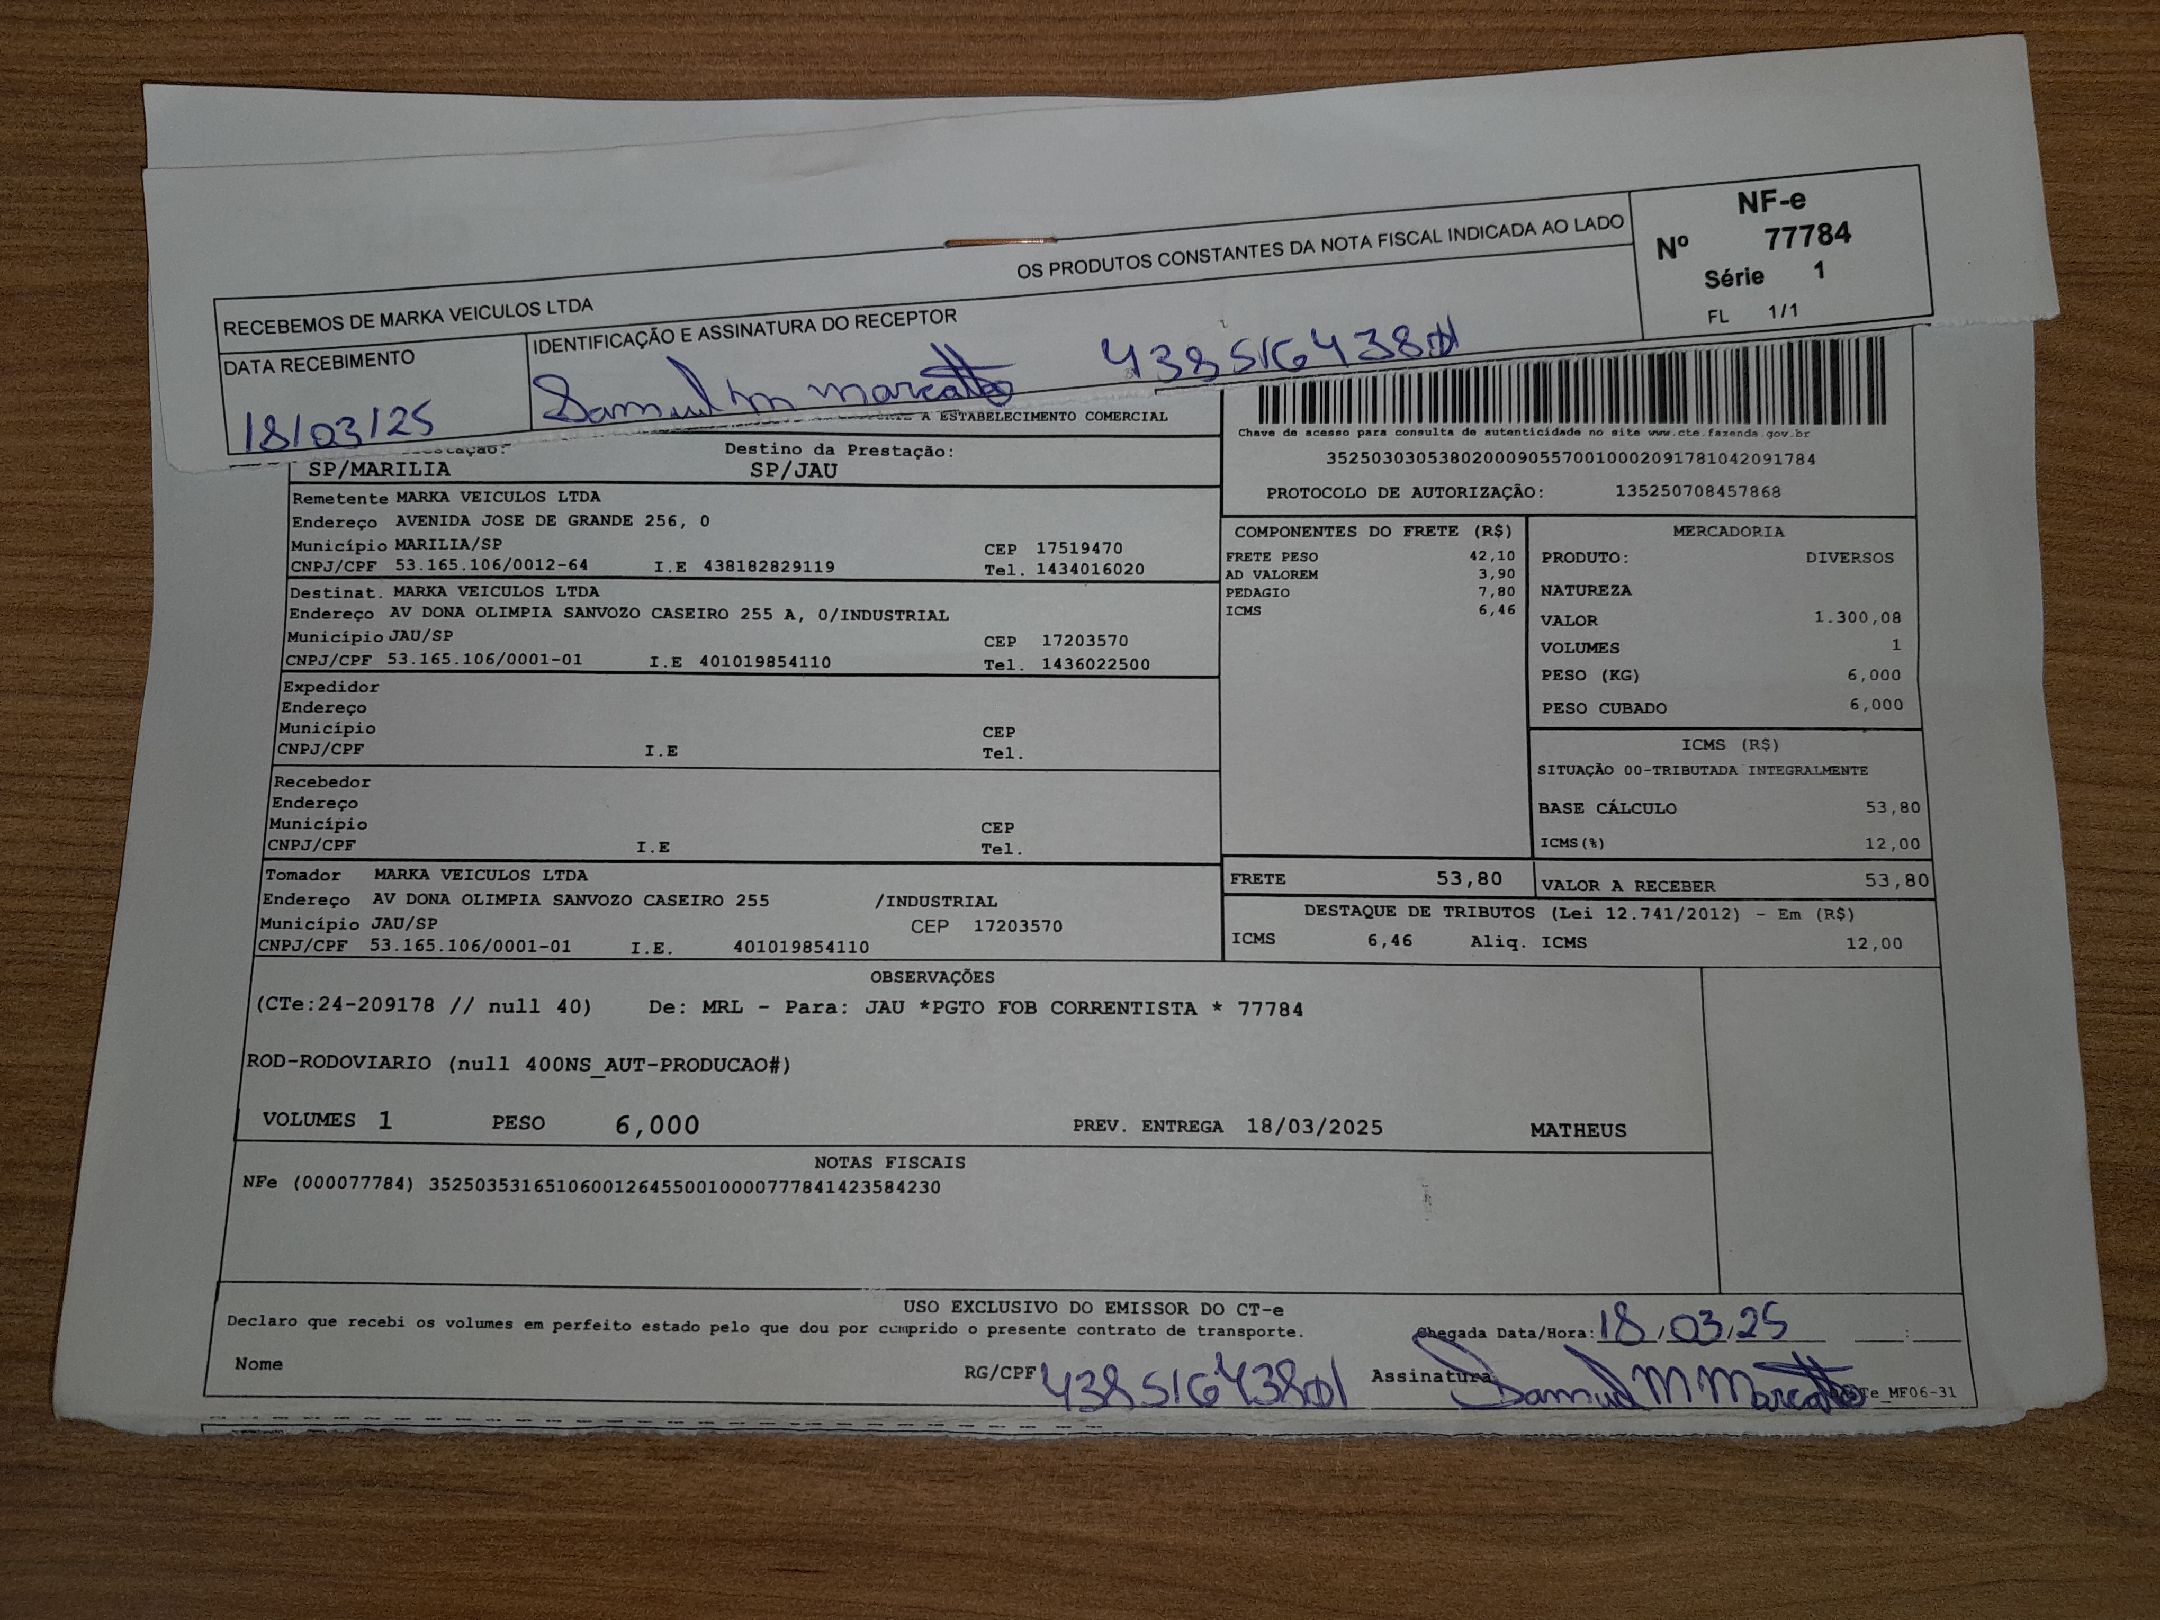 NF-e
Nº 77784
Série 1
FL 1/1
RECEBEMOS DE MARKA VEICULOS LTDA OS PRODUTOS CONSTANTES DA NOTA FISCAL INDICADA AO LADO
DATA RECEBIMENTO
18/03/25
IDENTIFICAÇÃO E ASSINATURA DO RECEPTOR
Samuel M Marcatto 43851643801
A ESTABELECIMENTO COMERCIAL
Destino da Prestação:
SP/MARILIA SP/JAU
Chave de acesso para consulta de autenticidade no site www.cte.fazenda.gov.br
35250303053802000905570010002091781042091784
PROTOCOLO DE AUTORIZAÇÃO: 135250708457868
Remetente MARKA VEICULOS LTDA
Endereço AVENIDA JOSE DE GRANDE 256, 0
Município MARILIA/SP CEP 17519470
CNPJ/CPF 53.165.106/0012-64 I.E 438182829119 Tel. 1434016020
Destinat. MARKA VEICULOS LTDA
Endereço AV DONA OLIMPIA SANVOZO CASEIRO 255 A, 0/INDUSTRIAL
Município JAU/SP CEP 17203570
CNPJ/CPF 53.165.106/0001-01 I.E 401019854110 Tel. 1436022500
Expedidor
Endereço
Município CEP
CNPJ/CPF I.E Tel.
Recebedor
Endereço
Município CEP
CNPJ/CPF I.E Tel.
Tomador MARKA VEICULOS LTDA
Endereço AV DONA OLIMPIA SANVOZO CASEIRO 255 /INDUSTRIAL
Município JAU/SP CEP 17203570
CNPJ/CPF 53.165.106/0001-01 I.E. 401019854110
COMPONENTES DO FRETE (R$)
FRETE PESO 42,10
AD VALOREM 3,90
PEDAGIO 7,80
ICMS 6,46
MERCADORIA
PRODUTO: DIVERSOS
NATUREZA
VALOR 1.300,08
VOLUMES 1
PESO (KG) 6,000
PESO CUBADO 6,000
ICMS (R$)
SITUAÇÃO 00-TRIBUTADA INTEGRALMENTE
BASE CÁLCULO 53,80
ICMS(%) 12,00
FRETE 53,80 VALOR A RECEBER 53,80
DESTAQUE DE TRIBUTOS (Lei 12.741/2012) - Em (R$)
ICMS 6,46 Aliq. ICMS 12,00
OBSERVAÇÕES
(CTe:24-209178 // null 40) De: MRL - Para: JAU *PGTO FOB CORRENTISTA * 77784
ROD-RODOVIARIO (null 400NS_AUT-PRODUCAO#)
VOLUMES 1 PESO 6,000 PREV. ENTREGA 18/03/2025 MATHEUS
NOTAS FISCAIS
NFe (000077784) 35250353165106001264550010000777841423584230
USO EXCLUSIVO DO EMISSOR DO CT-e
Declaro que recebi os volumes em perfeito estado pelo que dou por cumprido o presente contrato de transporte. Chegada Data/Hora: 18/03/25 :
Nome RG/CPF 43851643801 Assinatura Samuel M Marcatto MF06-31